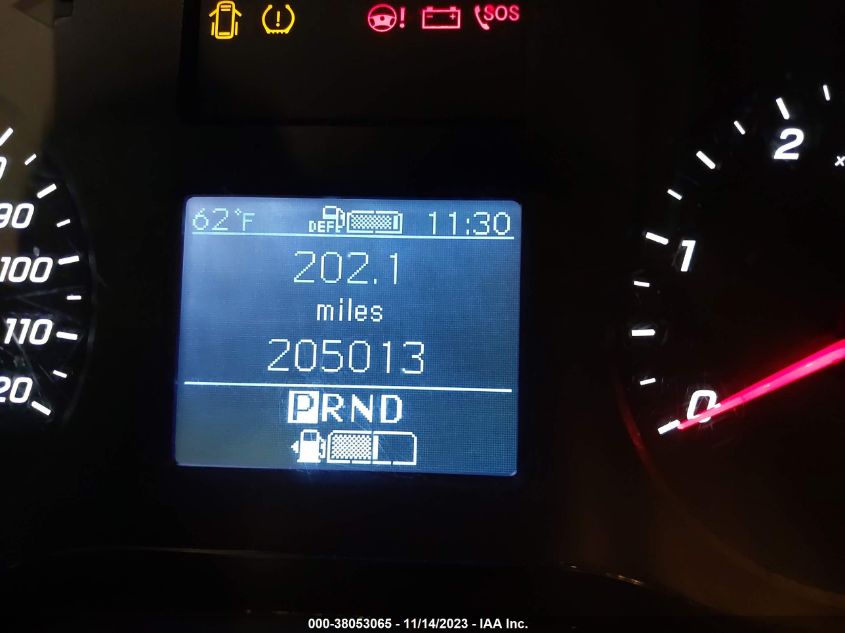 SOS
62°F DEF 11:30
202.1
miles
205013
PRND
90
100
110
20
2
1
0
x
000-38053065 - 11/14/2023 - IAA Inc.